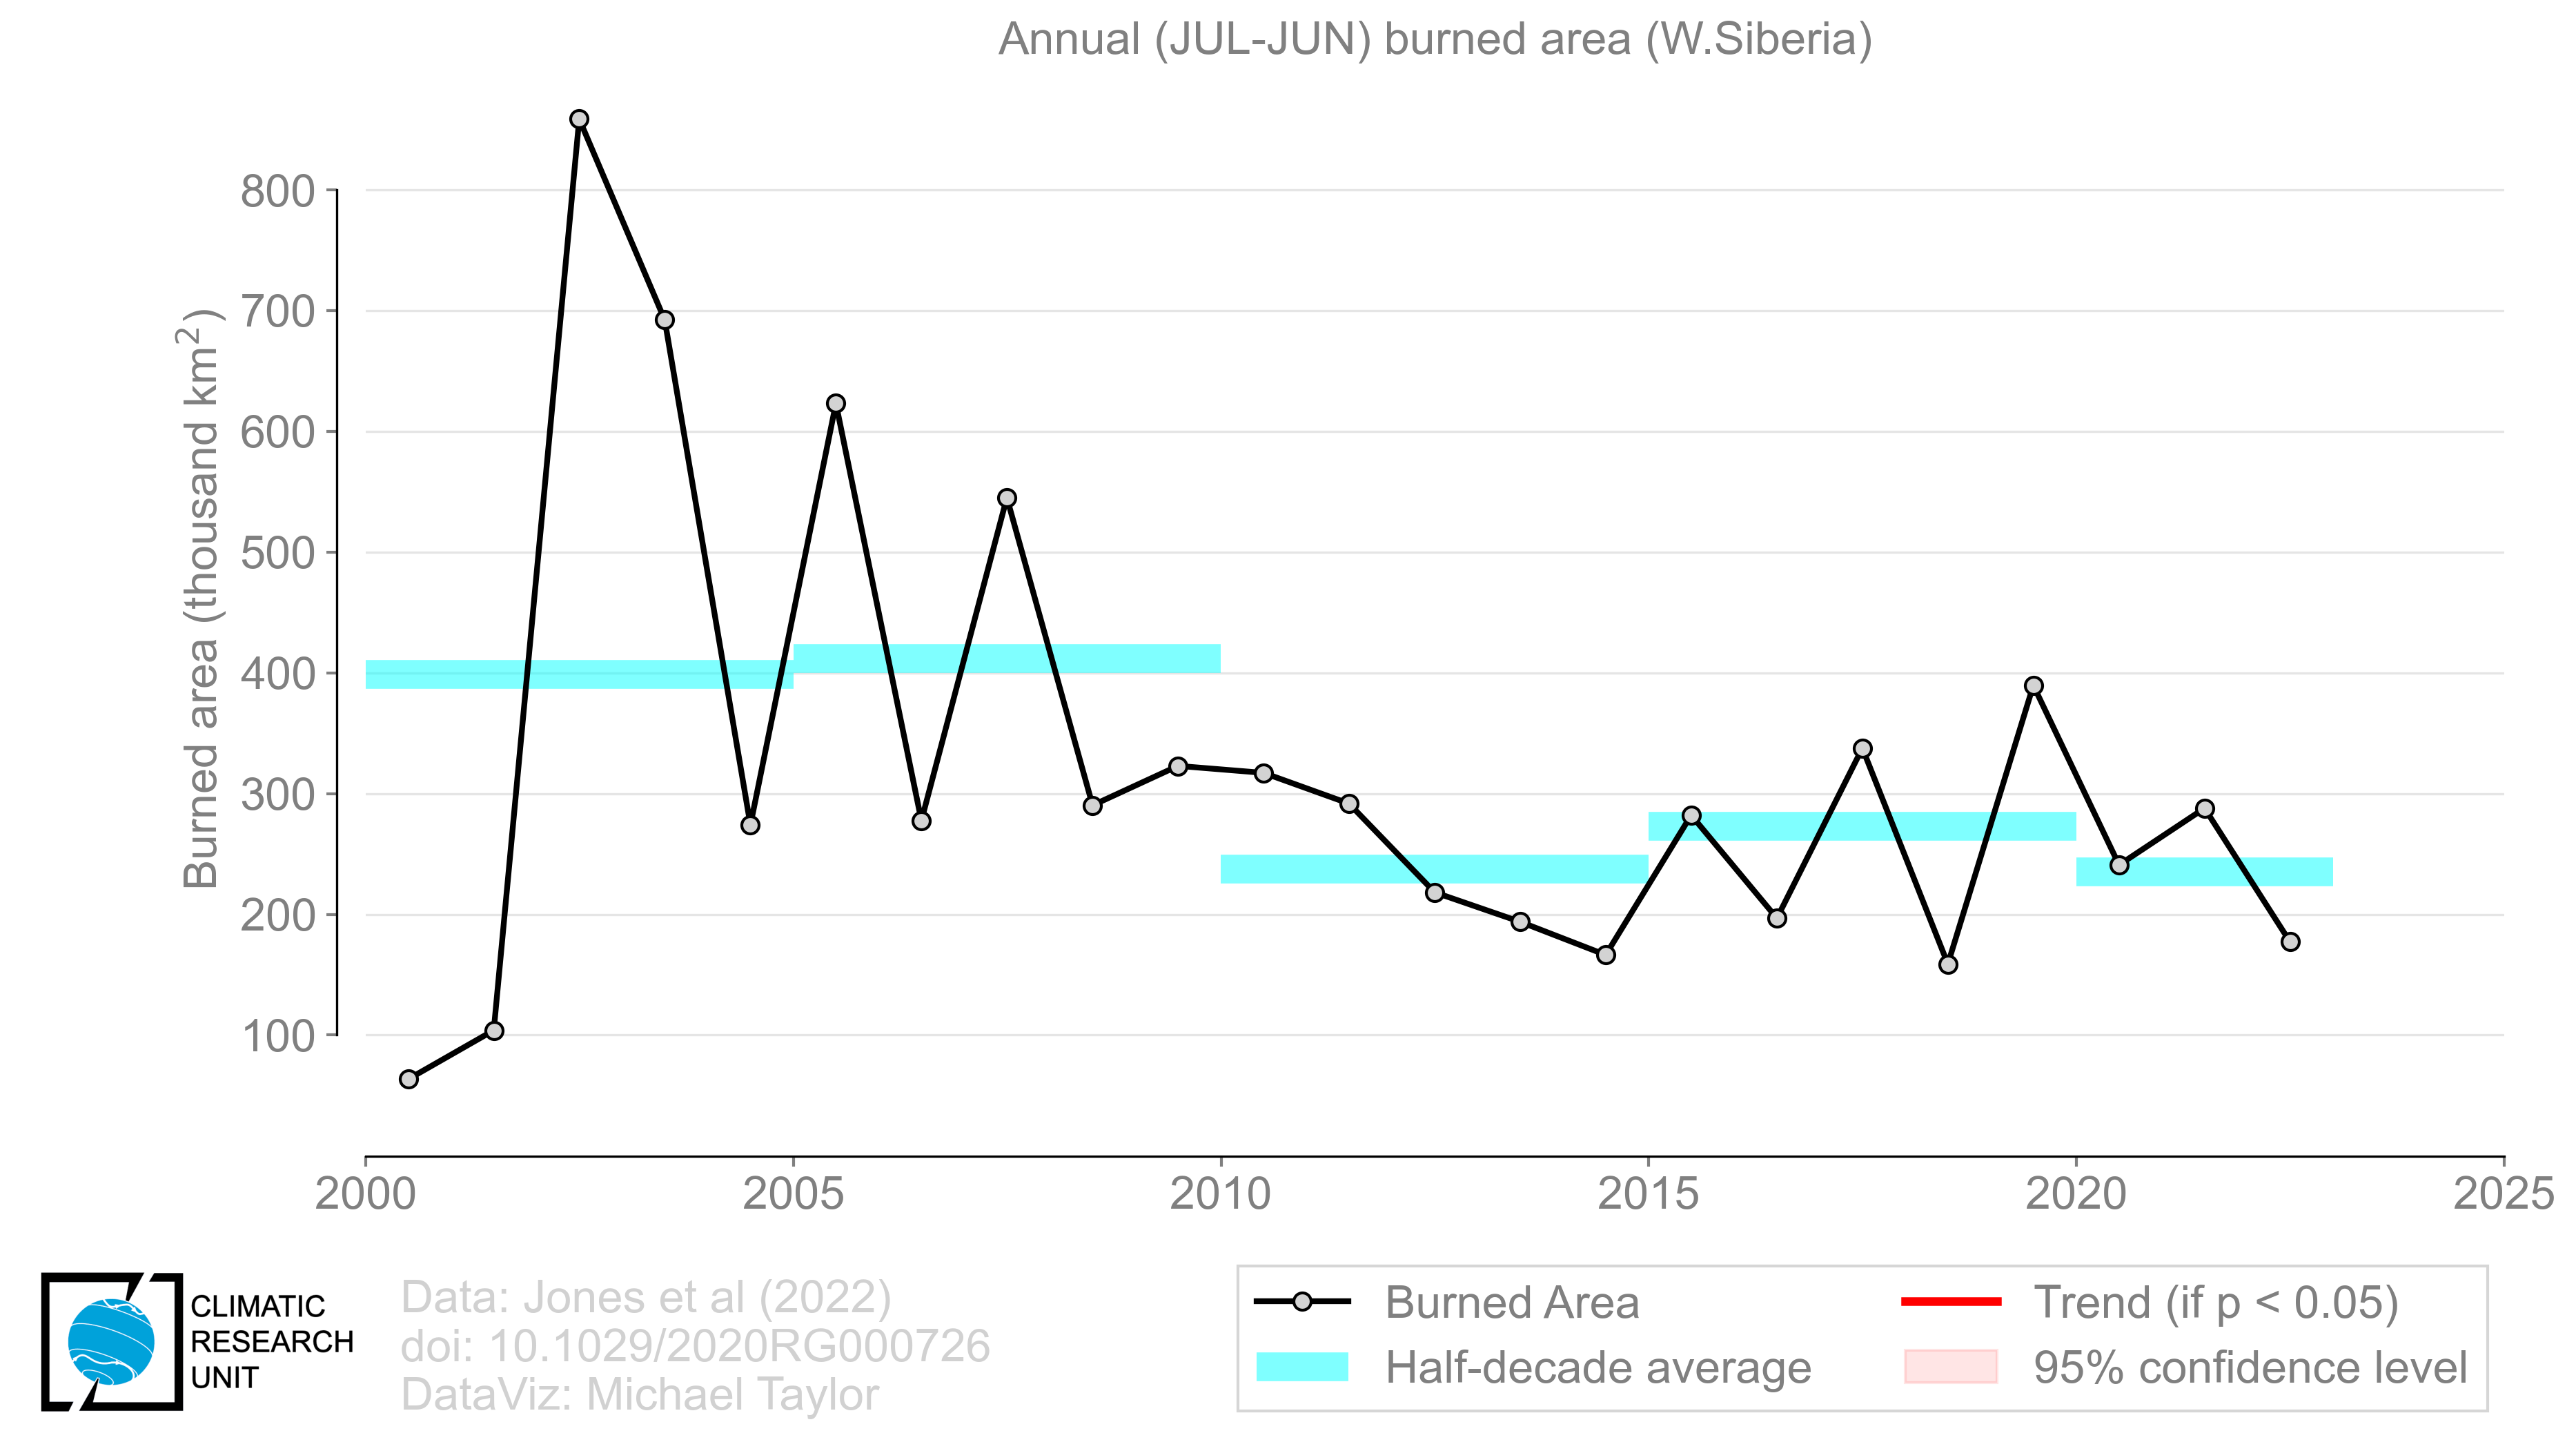 Annual (JUL-JUN) burned area (W.Siberia)
Burned area (thousand km²)
800
700
600
500
400
300
200
100
2000 2005 2010 2015 2020 2025
CLIMATIC
RESEARCH
UNIT
Data: Jones et al (2022)
doi: 10.1029/2020RG000726
DataViz: Michael Taylor
Burned Area
Half-decade average
Trend (if p < 0.05)
95% confidence level